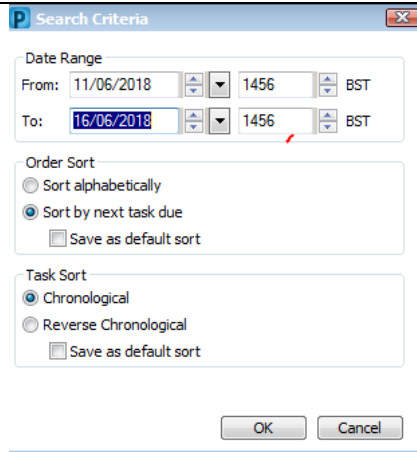 P Search Criteria
Date Range
From: 11/06/2018 1456 BST
To: 16/06/2018 1456 BST
Order Sort
Sort alphabetically
Sort by next task due
Save as default sort
Task Sort
Chronological
Reverse Chronological
Save as default sort
OK Cancel